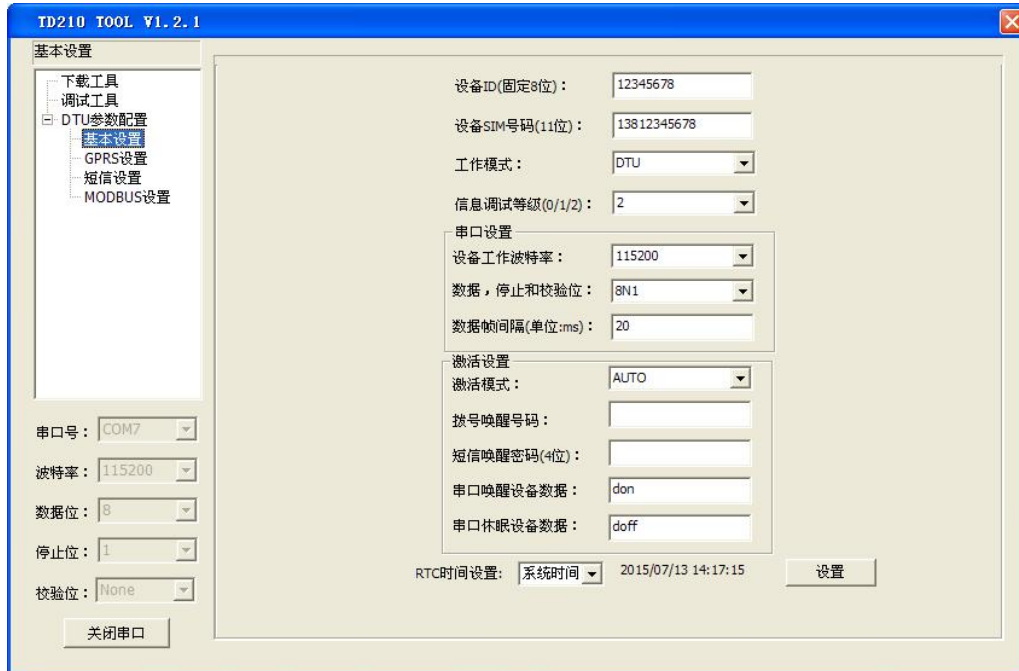 TD210 TOOL V1.2.1
基本设置
下载工具
调试工具
DTU参数配置
基本设置
GPRS设置
短信设置
MODBUS设置
串口号： COM7
波特率： 115200
数据位： 8
停止位： 1
校验位： None
关闭串口
设备ID(固定8位)： 12345678
设备SIM号码(11位)： 13812345678
工作模式： DTU
信息调试等级(0/1/2)： 2
串口设置
设备工作波特率： 115200
数据，停止和校验位： 8N1
数据帧间隔(单位:ms)： 20
激活设置
激活模式： AUTO
拨号唤醒号码：
短信唤醒密码(4位)：
串口唤醒设备数据： don
串口休眠设备数据： doff
RTC时间设置: 系统时间 2015/07/13 14:17:15 设置